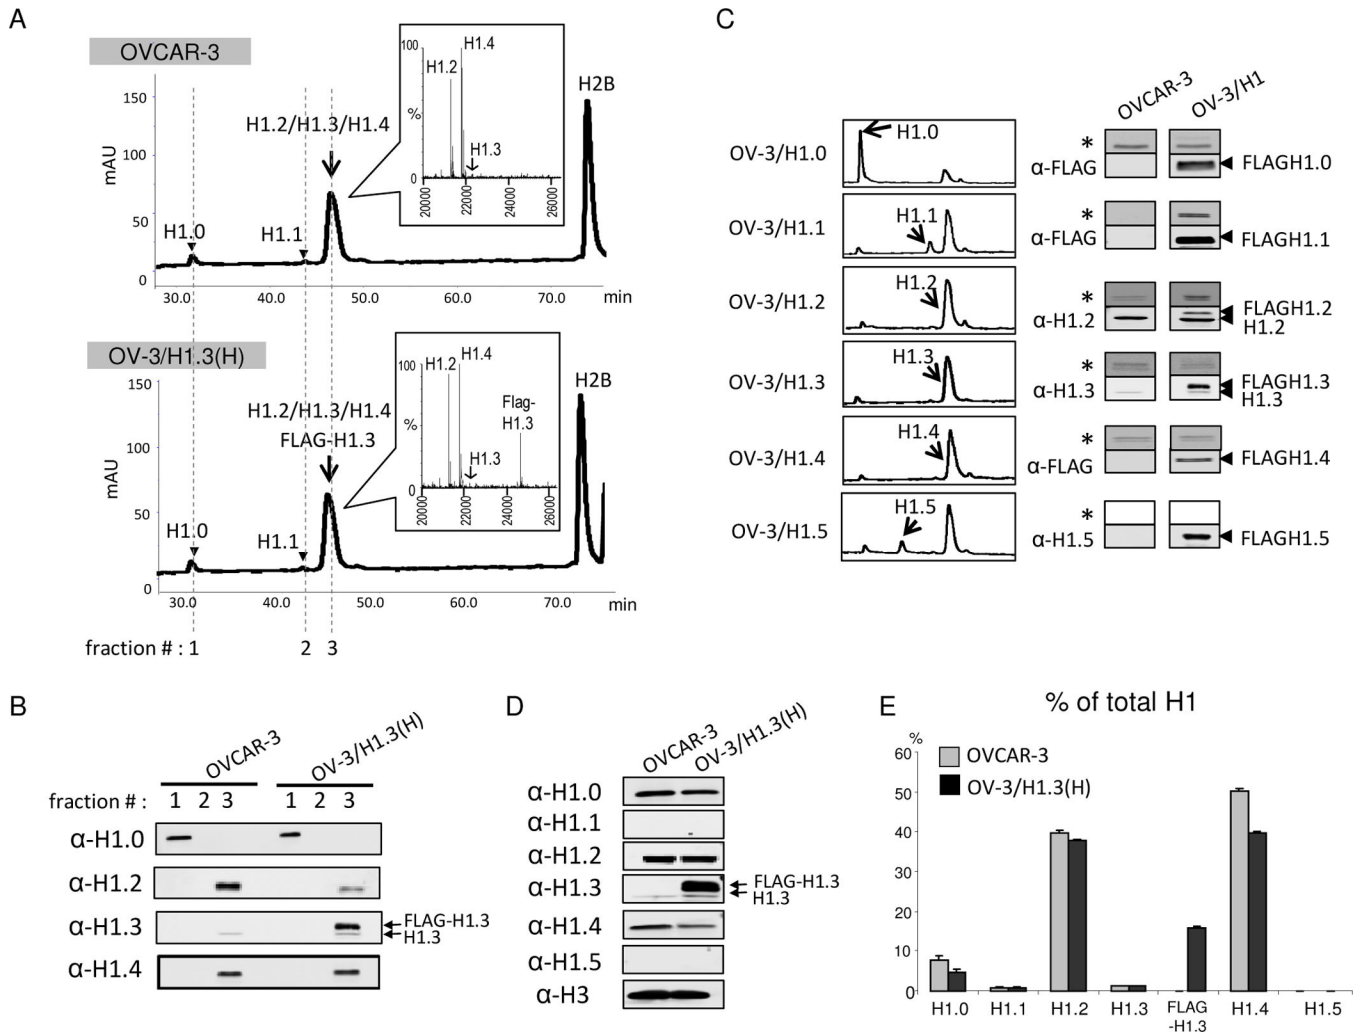 A
OVCAR-3
150
100
50
0
mAU
H1.0
H1.1
H1.2/H1.3/H1.4
H2B
100
%
0
H1.2
H1.4
H1.3
20000
22000
24000
26000
30.0
40.0
50.0
60.0
70.0
min
OV-3/H1.3(H)
150
100
50
0
mAU
H1.0
H1.1
H1.2/H1.3/H1.4
FLAG-H1.3
H2B
100
%
0
H1.2
H1.4
H1.3
Flag-
H1.3
20000
22000
24000
26000
30.0
40.0
50.0
60.0
70.0
min
fraction # : 1 2 3
B
OVCAR-3
OV-3/H1.3(H)
fraction # : 1 2 3 1 2 3
α-H1.0
α-H1.2
α-H1.3
FLAG-H1.3
H1.3
α-H1.4
C
OVCAR-3
OV-3/H1
OV-3/H1.0
H1.0
*
α-FLAG
FLAGH1.0
OV-3/H1.1
H1.1
*
α-FLAG
FLAGH1.1
OV-3/H1.2
H1.2
*
α-H1.2
FLAGH1.2
H1.2
OV-3/H1.3
H1.3
*
α-H1.3
FLAGH1.3
H1.3
OV-3/H1.4
H1.4
*
α-FLAG
FLAGH1.4
OV-3/H1.5
H1.5
*
α-H1.5
FLAGH1.5
D
OVCAR-3
OV-3/H1.3(H)
α-H1.0
α-H1.1
α-H1.2
α-H1.3
FLAG-H1.3
H1.3
α-H1.4
α-H1.5
α-H3
E
% of total H1
%
60
50
40
30
20
10
0
OVCAR-3
OV-3/H1.3(H)
H1.0
H1.1
H1.2
H1.3
FLAG
-H1.3
H1.4
H1.5